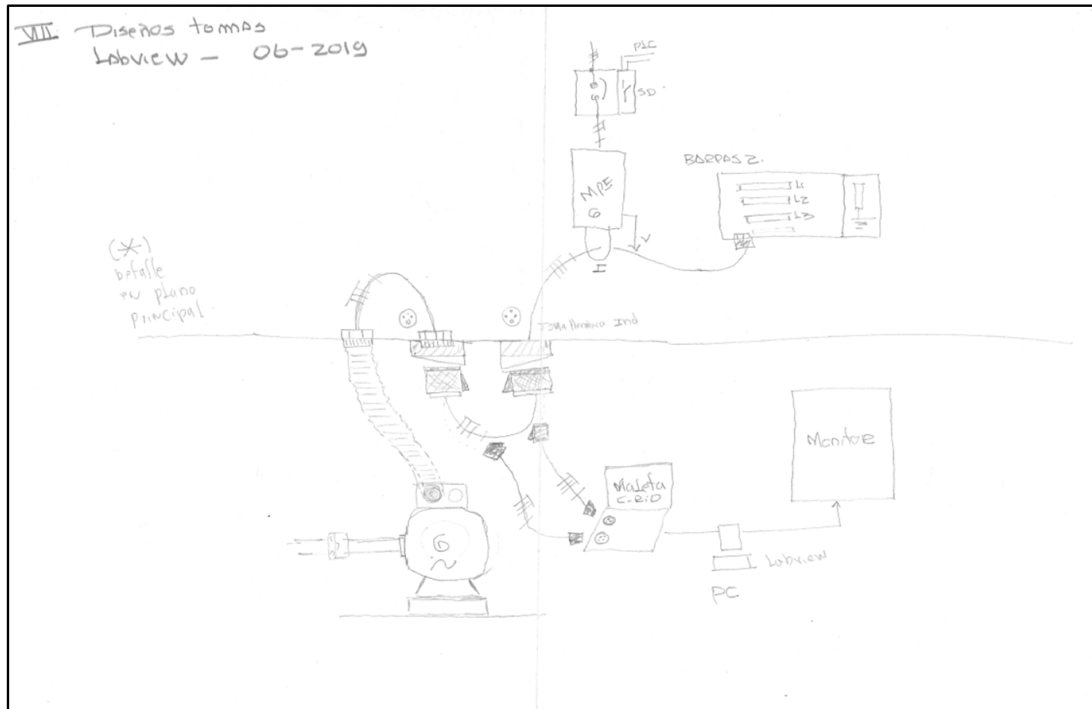 VIII Diseños tomas
Labview - 06-2019
PLC
SD
MPE
G
V
I
BARRAS 2.
L1
L2
L3
(*)
Detalle
en plano
principal
Toma Ind
Monitor
Maleta
C-RIO
G
Labview
PC